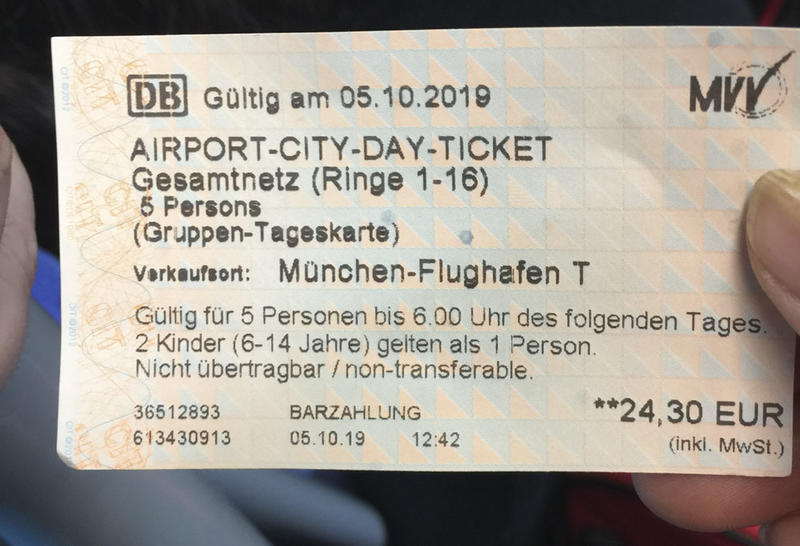 DB Gültig am 05.10.2019 MVV
AIRPORT-CITY-DAY-TICKET
Gesamtnetz (Ringe 1-16)
5 Persons
(Gruppen-Tageskarte)
Verkaufsort: München-Flughafen T
Gültig für 5 Personen bis 6.00 Uhr des folgenden Tages.
2 Kinder (6-14 Jahre) gelten als 1 Person.
Nicht übertragbar / non-transferable.
36512893 BARZAHLUNG **24,30 EUR
613430913 05.10.19 12:42 (inkl. MwSt.)